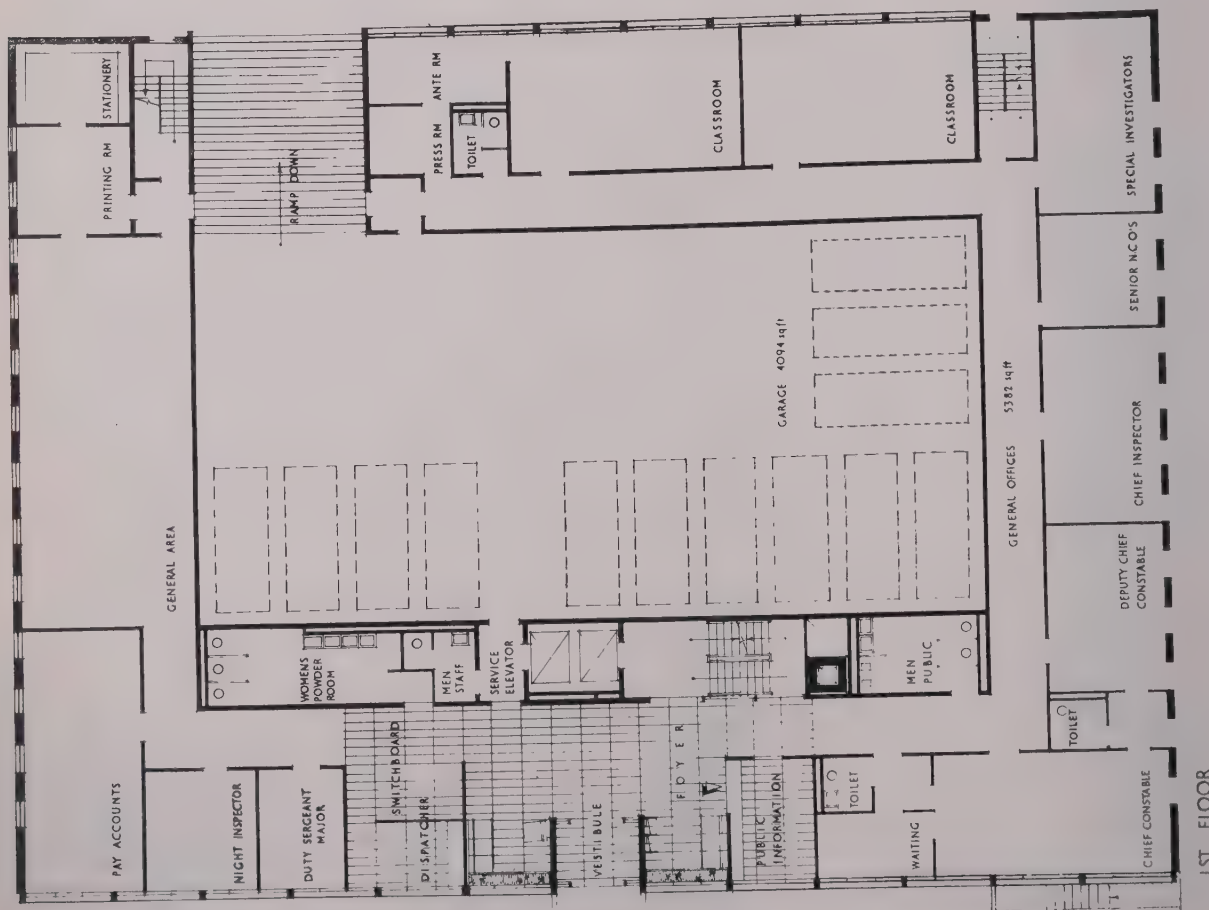 STATIONERY
PRINTING RM
RAMP DOWN
ANTE RM
PRESS RM
TOILET
CLASSROOM
CLASSROOM
SPECIAL INVESTIGATORS
SENIOR N.C.O'S
CHIEF INSPECTOR
DEPUTY CHIEF
CONSTABLE
GENERAL OFFICES 5382 sq ft
GARAGE 4094 sq ft
GENERAL AREA
WOMEN'S
POWDER
ROOM
MEN
STAFF
SERVICE
ELEVATOR
MEN
PUBLIC
TOILET
PAY ACCOUNTS
NIGHT INSPECTOR
DUTY SERGEANT
MAJOR
SWITCHBOARD
DISPATCHER
VESTIBULE
FOYER
PUBLIC
INFORMATION
TOILET
WAITING
CHIEF CONSTABLE
1ST FLOOR